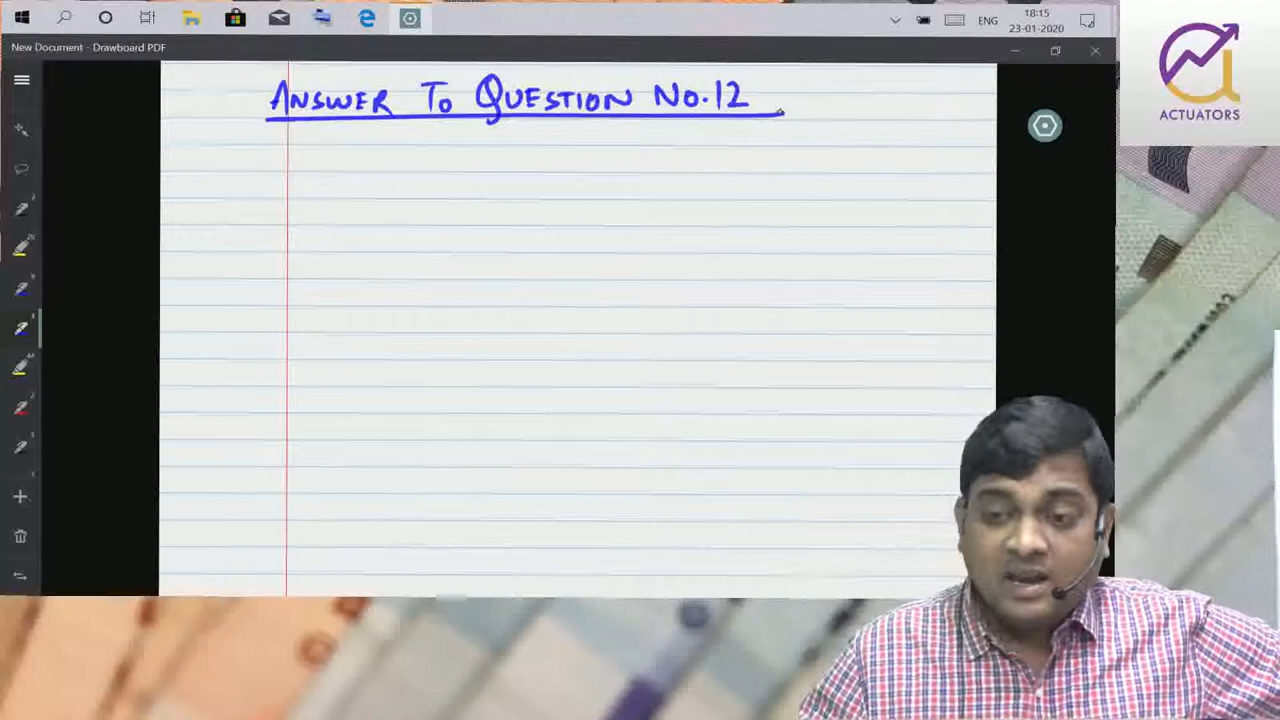 18:15
ENG
23-01-2020
New Document - Drawboard PDF
ANSWER TO QUESTION NO.12
ACTUATORS